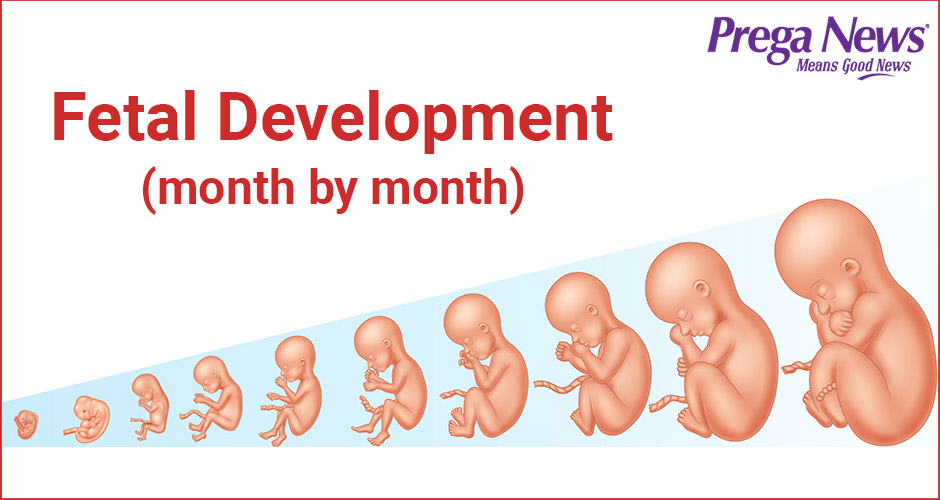 Prega News®
Means Good News
Fetal Development
(month by month)